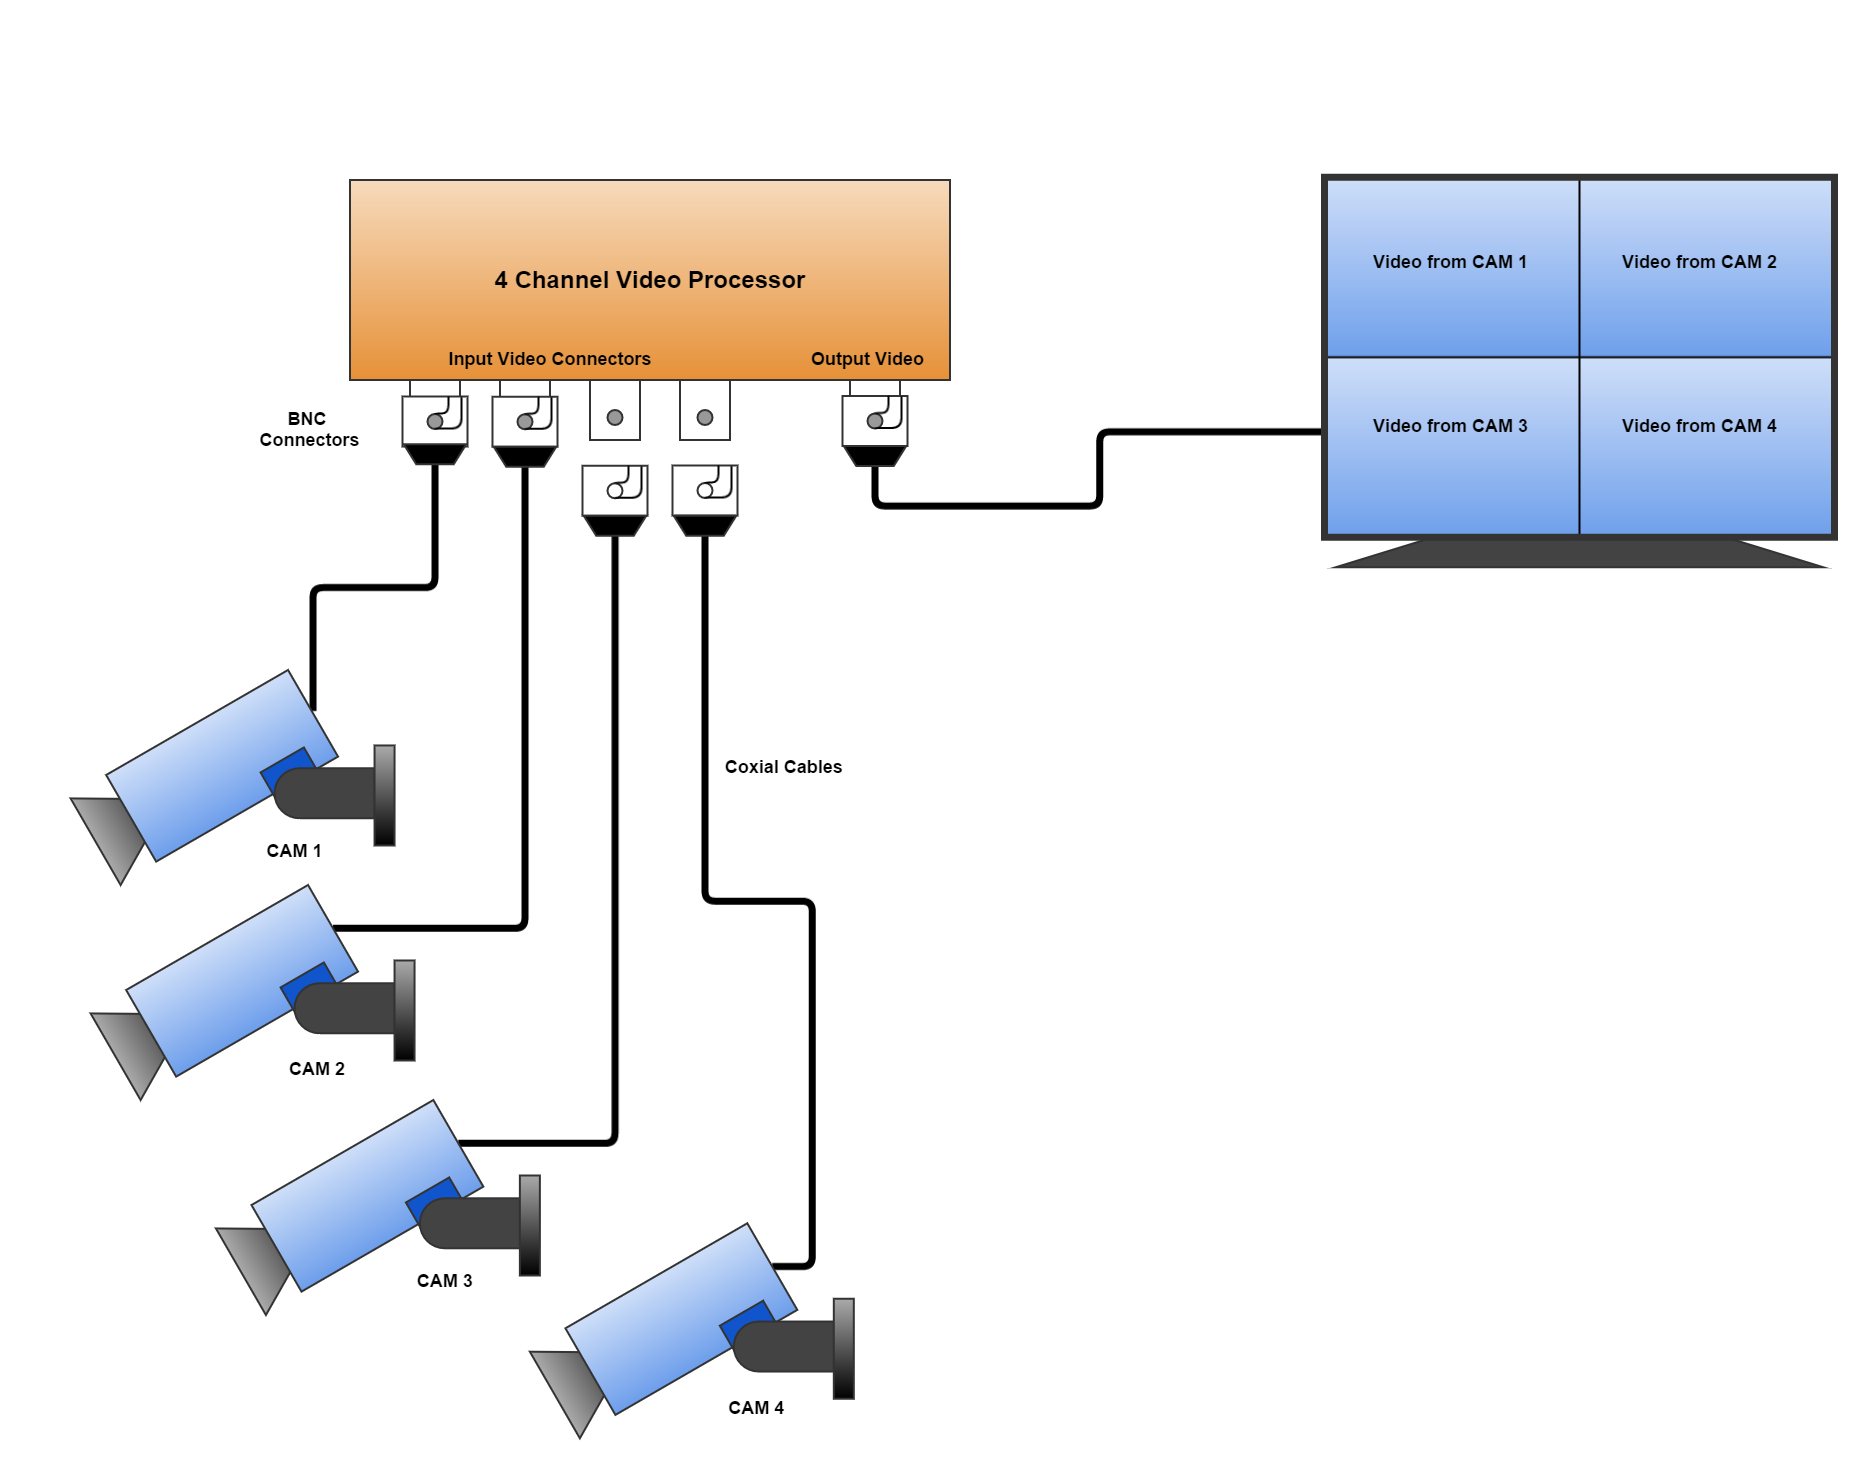 4 Channel Video Processor
Input Video Connectors
Output Video
BNC
Connectors
Video from CAM 1
Video from CAM 2
Video from CAM 3
Video from CAM 4
Coxial Cables
CAM 1
CAM 2
CAM 3
CAM 4